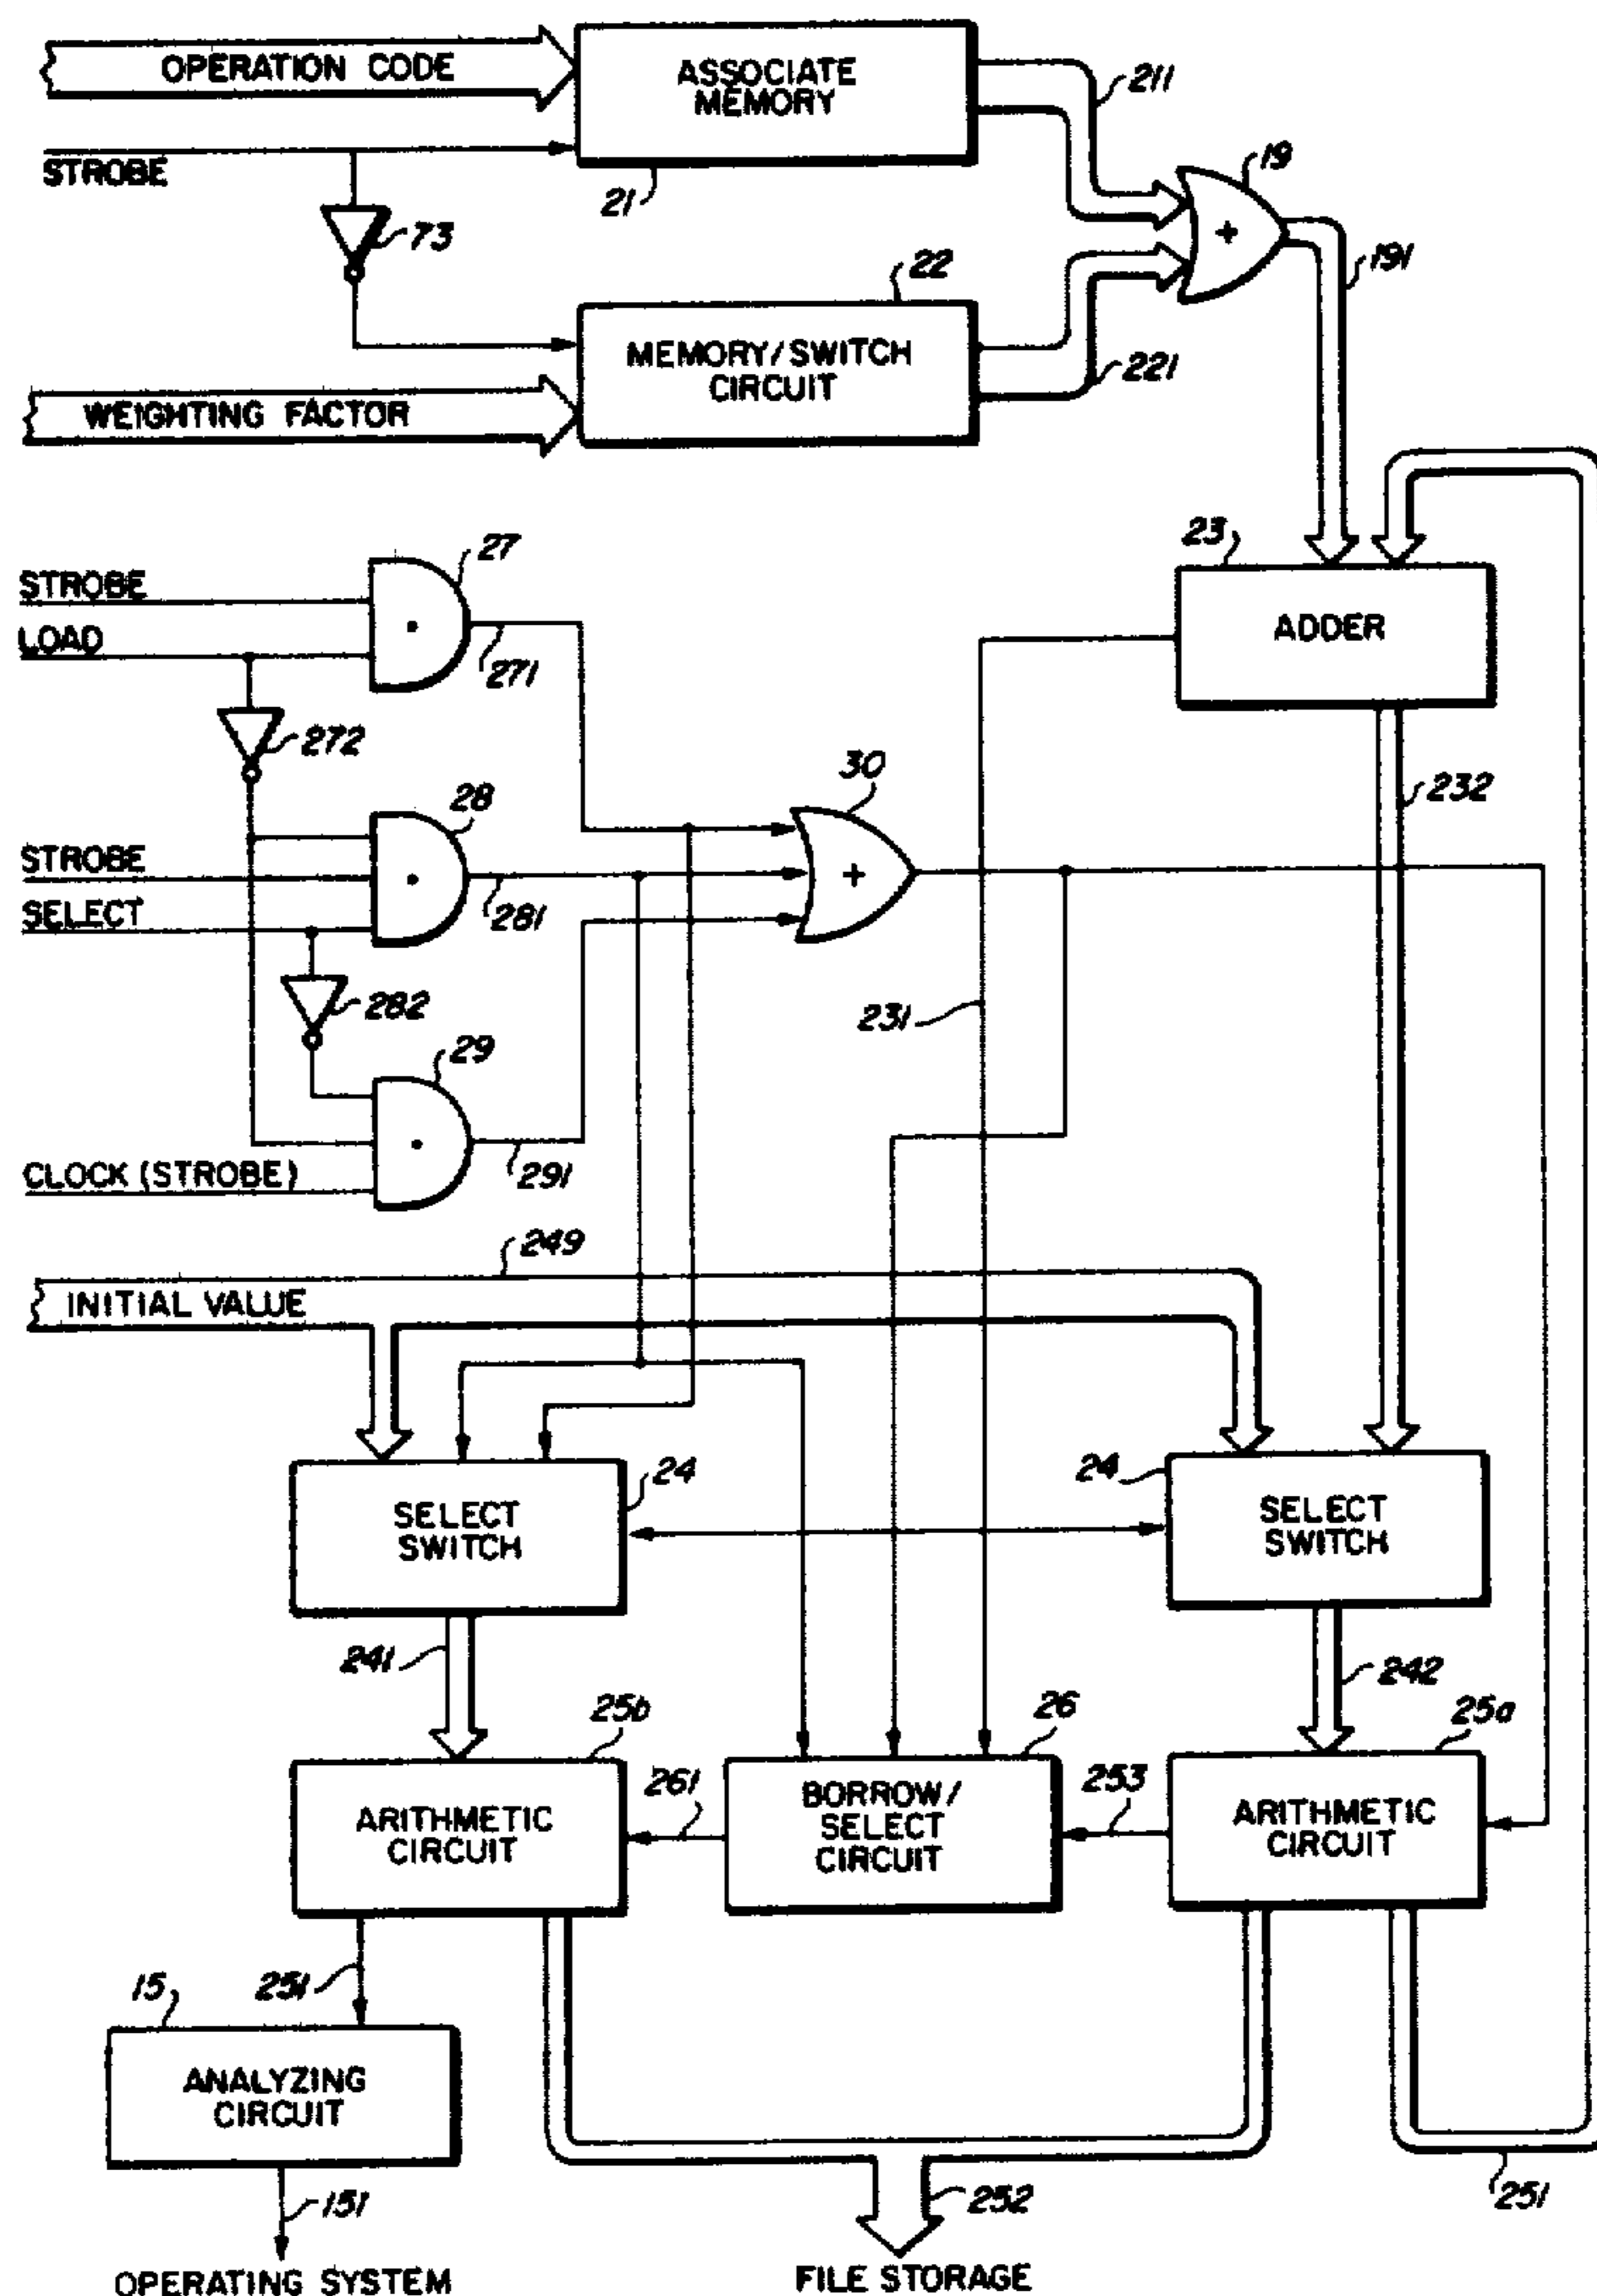 OPERATION CODE
ASSOCIATE
MEMORY
211
STROBE
21
19
73
191
22
MEMORY/SWITCH
CIRCUIT
221
WEIGHTING FACTOR
27
23
STROBE
LOAD
ADDER
271
272
30
232
28
STROBE
+
SELECT
281
282
231
29
CLOCK (STROBE)
291
249
INITIAL VALUE
24
24
SELECT
SWITCH
SELECT
SWITCH
241
242
25b
26
25a
261
253
ARITHMETIC
CIRCUIT
BORROW/
SELECT
CIRCUIT
ARITHMETIC
CIRCUIT
15
251
ANALYZING
CIRCUIT
151
252
251
OPERATING SYSTEM
FILE STORAGE